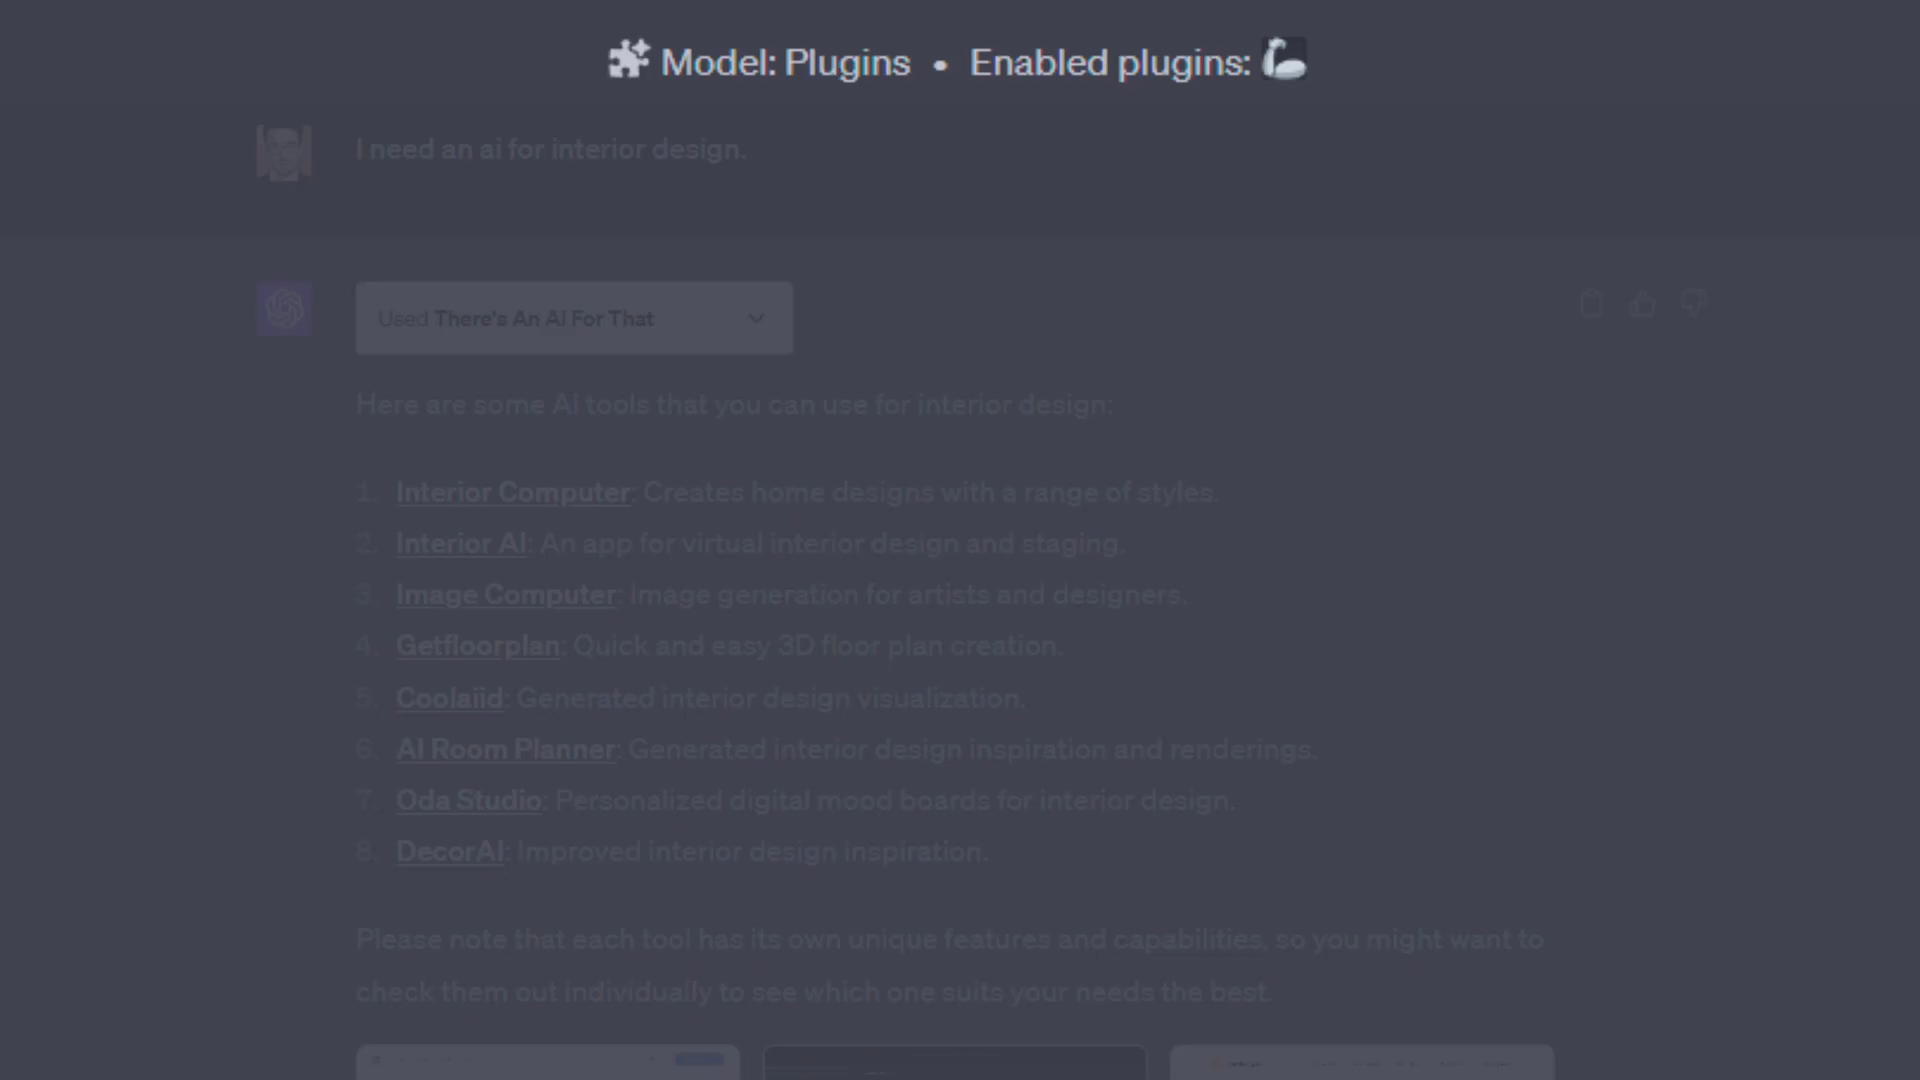 Model: Plugins • Enabled plugins:
I need an ai for interior design.
Used There's An AI For That
Here are some AI tools that you can use for interior design:
1. Interior Computer: Creates home designs with a range of styles.
2. Interior AI: An app for virtual interior design and staging.
3. Image Computer: Image generation for artists and designers.
4. Getfloorplan: Quick and easy 3D floor plan creation.
5. Coolaiid: Generated interior design visualization.
6. AI Room Planner: Generated interior design inspiration and renderings.
7. Oda Studio: Personalized digital mood boards for interior design.
8. DecorAI: Improved interior design inspiration.
Please note that each tool has its own unique features and capabilities, so you might want to
check them out individually to see which one suits your needs the best.